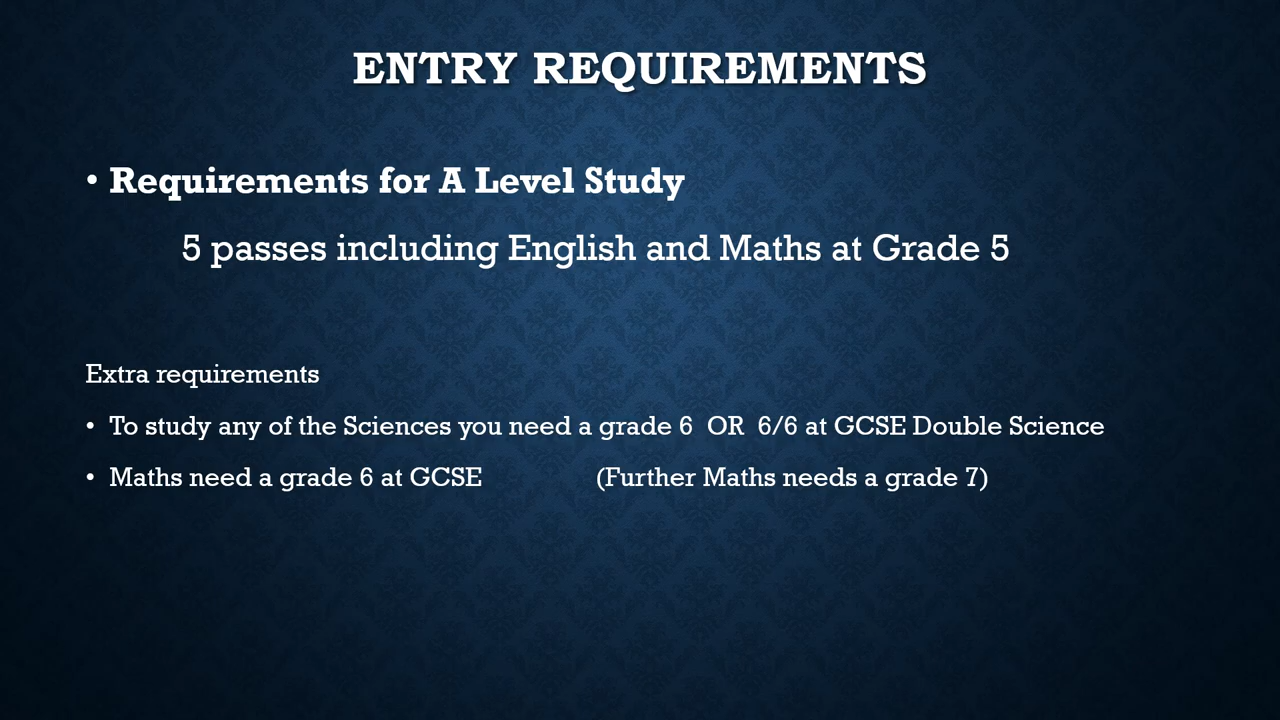 ENTRY REQUIREMENTS
• Requirements for A Level Study
5 passes including English and Maths at Grade 5
Extra requirements
• To study any of the Sciences you need a grade 6  OR  6/6 at GCSE Double Science
• Maths need a grade 6 at GCSE (Further Maths needs a grade 7)